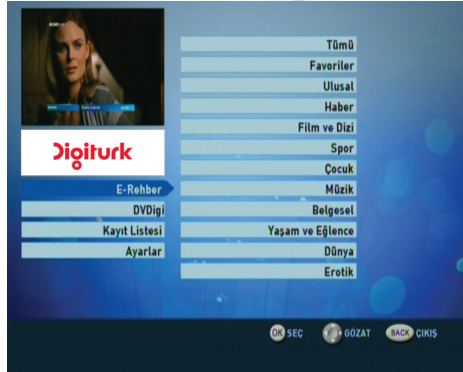 Digiturk
E-Rehber
DVDigi
Kayıt Listesi
Ayarlar
Tümü
Favoriler
Ulusal
Haber
Film ve Dizi
Spor
Çocuk
Müzik
Belgesel
Yaşam ve Eğlence
Dünya
Erotik
OK SEÇ GÖZAT BACK ÇIKIŞ